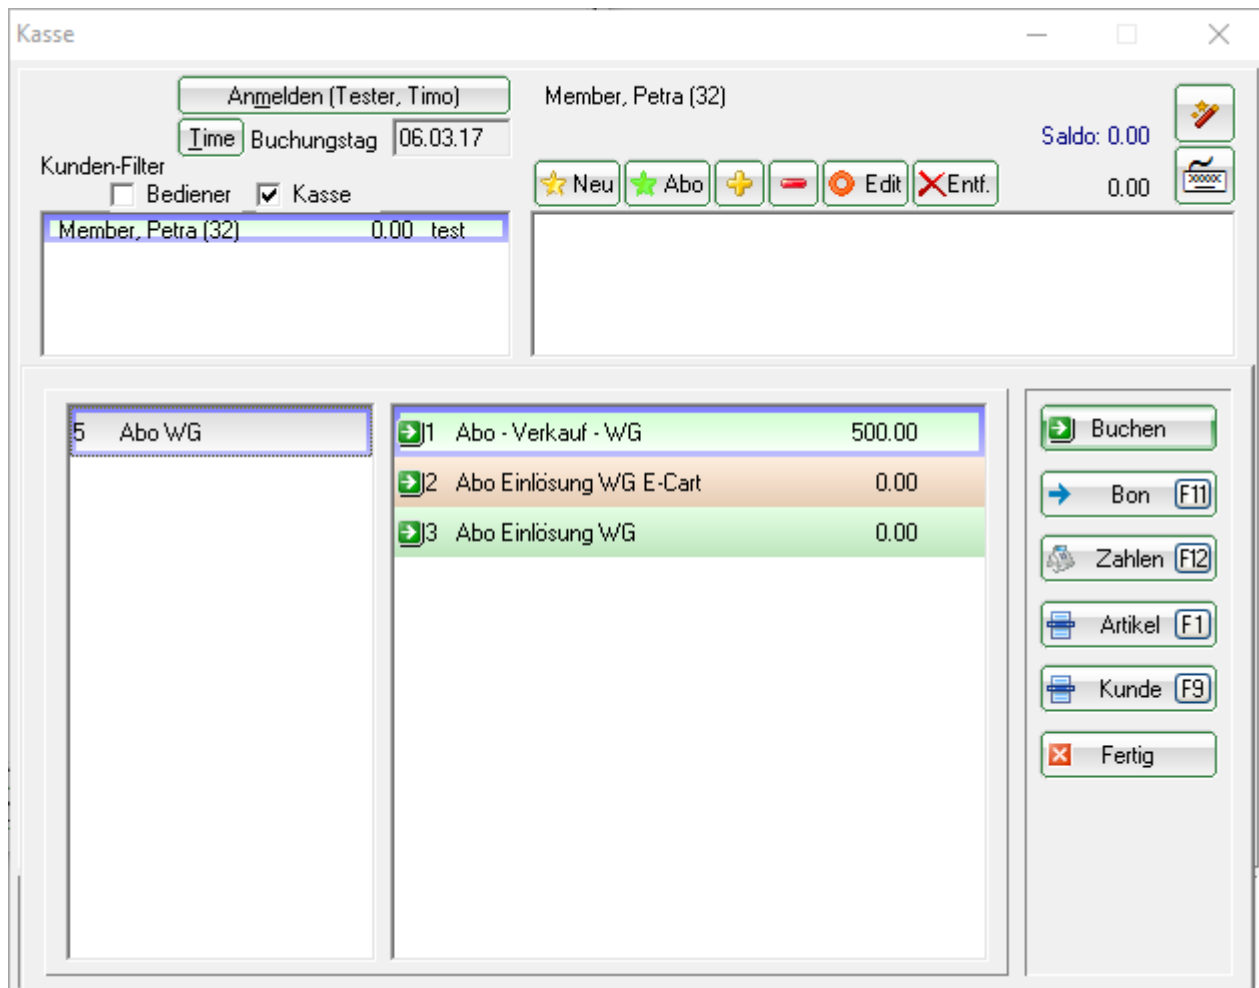 Kasse
Anmelden (Tester, Timo)
Member, Petra (32)
Time Buchungstag 06.03.17
Saldo: 0.00
Kunden-Filter
Bediener Kasse
Neu Abo Edit Entf.
0.00
Member, Petra (32) 0.00 test
5 Abo WG
1 Abo - Verkauf - WG 500.00
2 Abo Einlösung WG E-Cart 0.00
3 Abo Einlösung WG 0.00
Buchen
Bon F11
Zahlen F12
Artikel F1
Kunde F9
Fertig